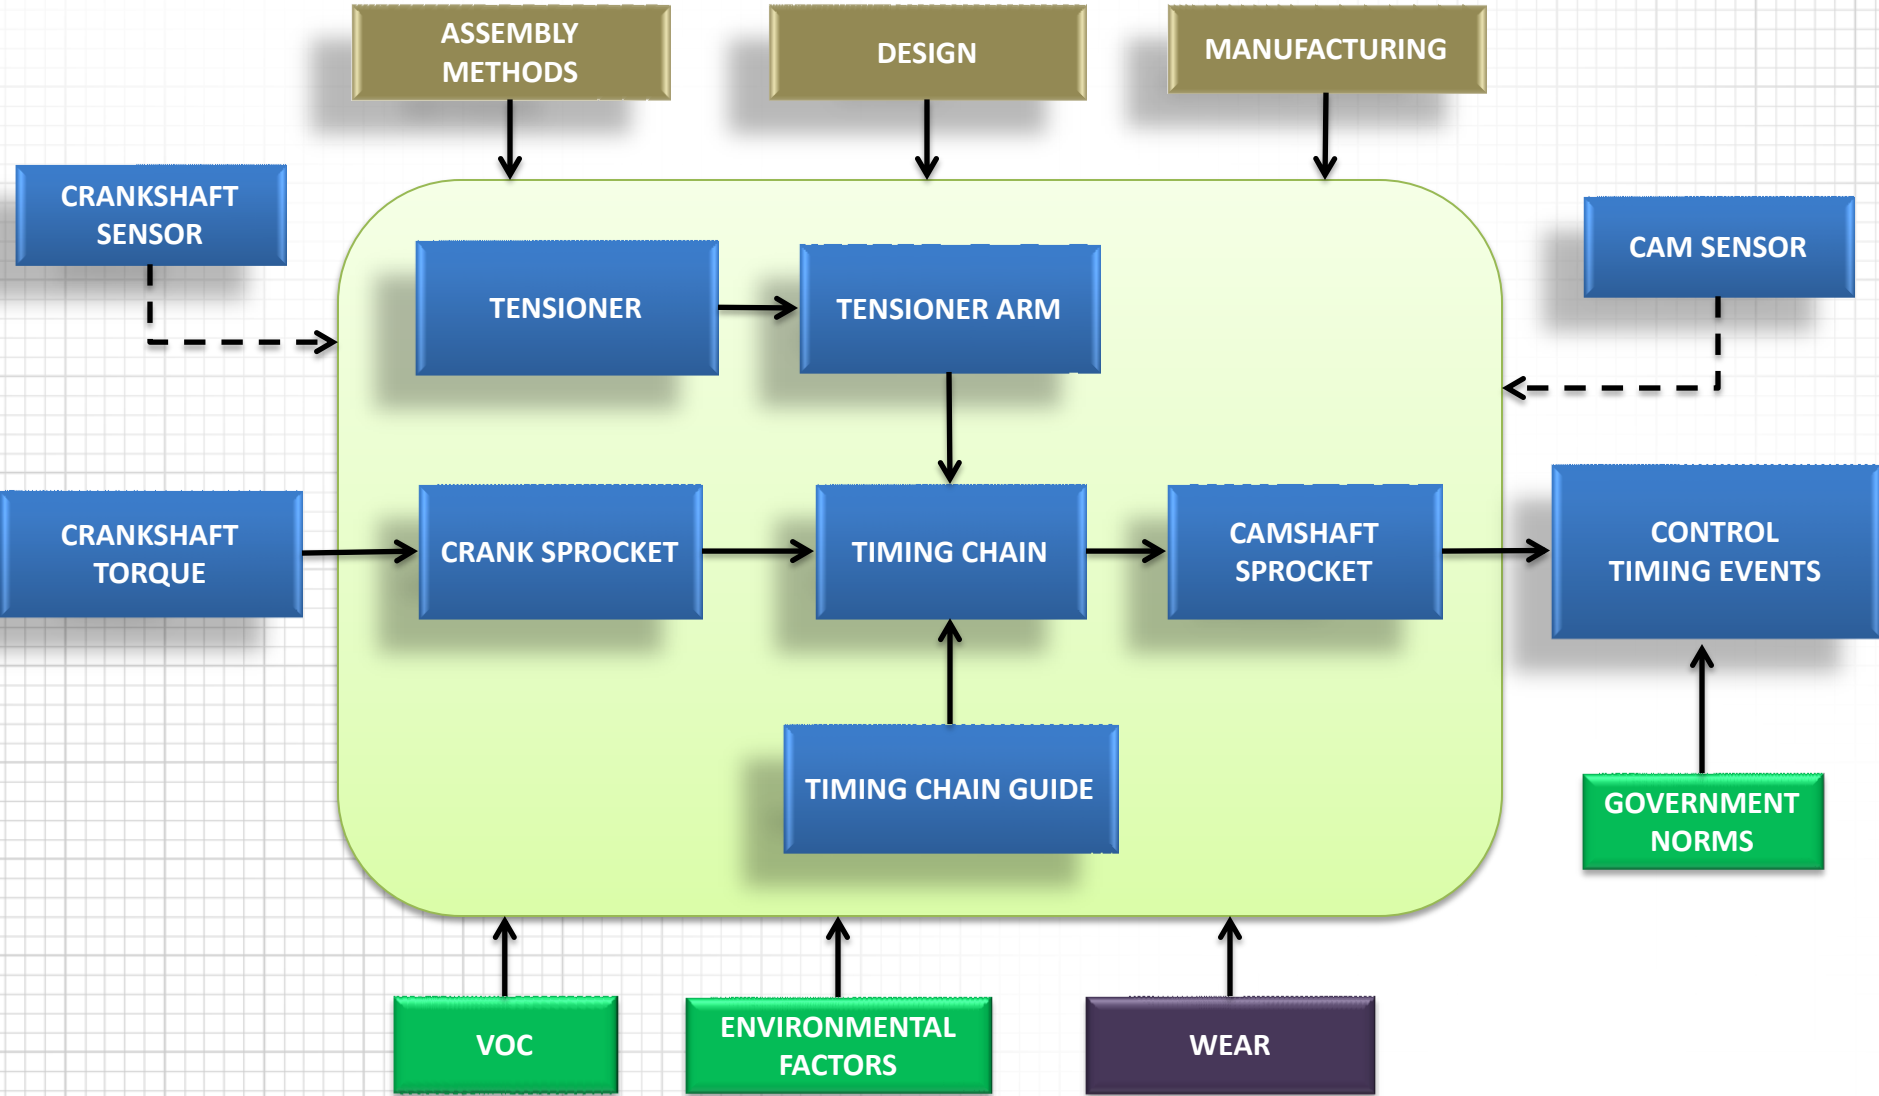 ASSEMBLY
METHODS
DESIGN
MANUFACTURING
CRANKSHAFT
SENSOR
CAM SENSOR
TENSIONER
TENSIONER ARM
CRANKSHAFT
TORQUE
CRANK SPROCKET
TIMING CHAIN
CAMSHAFT
SPROCKET
CONTROL
TIMING EVENTS
TIMING CHAIN GUIDE
GOVERNMENT
NORMS
VOC
ENVIRONMENTAL
FACTORS
WEAR